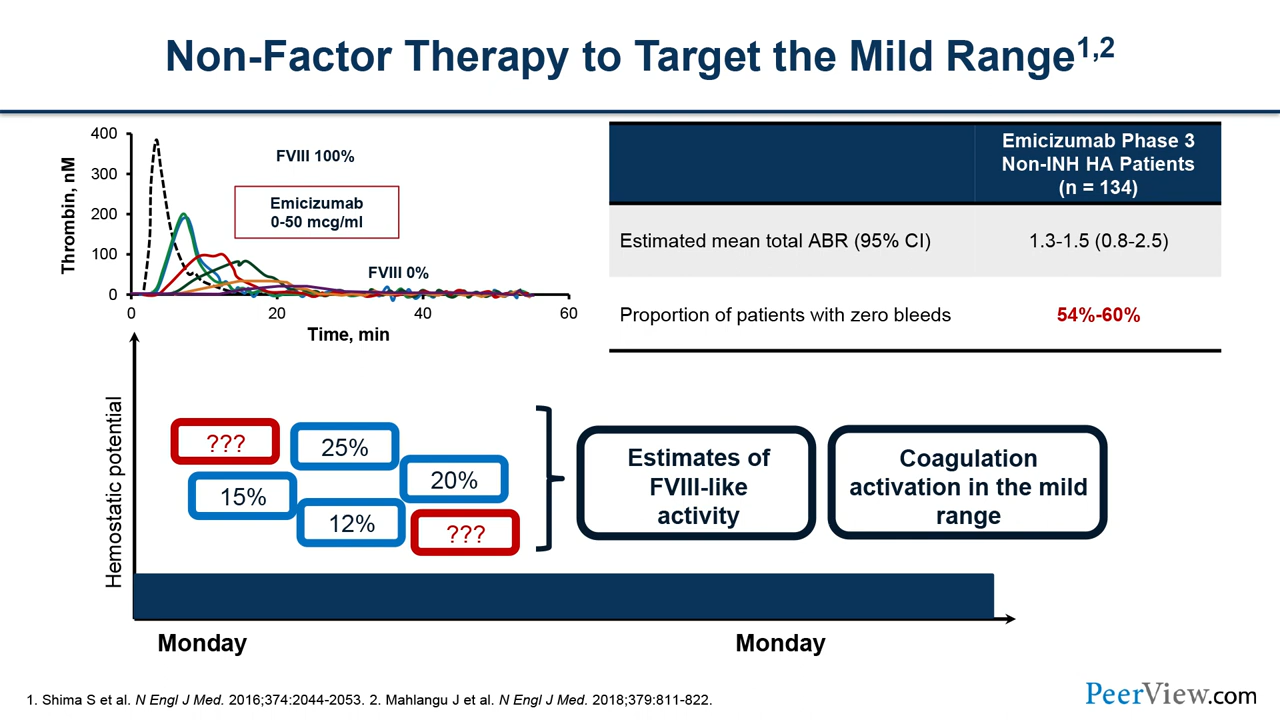 Non-Factor Therapy to Target the Mild Range1,2
400
300
200
100
0
Thrombin, nM
FVIII 100%
Emicizumab
0-50 mcg/ml
FVIII 0%
0 20 40 60
Time, min
Emicizumab Phase 3
Non-INH HA Patients
(n = 134)
Estimated mean total ABR (95% CI) 1.3-1.5 (0.8-2.5)
Proportion of patients with zero bleeds 54%-60%
Hemostatic potential
???
25%
15%
20%
12%
???
Estimates of
FVIII-like
activity
Coagulation
activation in the mild
range
Monday Monday
1. Shima S et al. N Engl J Med. 2016;374:2044-2053. 2. Mahlangu J et al. N Engl J Med. 2018;379:811-822.
PeerView.com